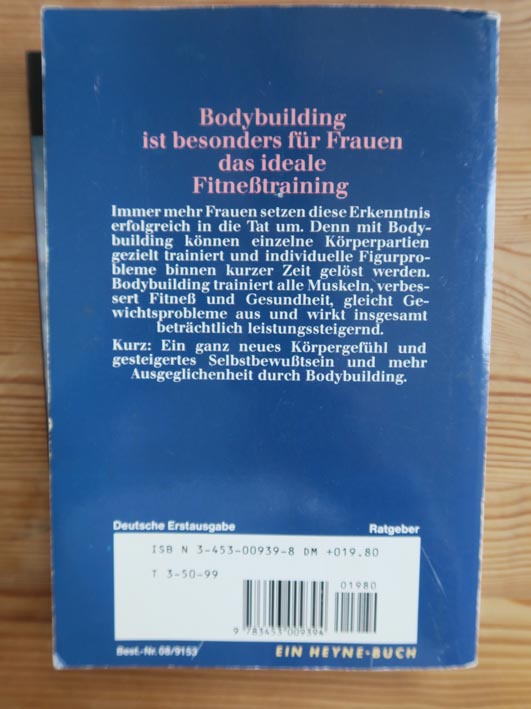 Bodybuilding
ist besonders für Frauen
das ideale
Fitneßtraining
Immer mehr Frauen setzen diese Erkenntnis
erfolgreich in die Tat um. Denn mit Body-
building können einzelne Körperpartien
gezielt trainiert und individuelle Figurpro-
bleme binnen kurzer Zeit gelöst werden.
Bodybuilding trainiert alle Muskeln, verbes-
sert Fitneß und Gesundheit, gleicht Ge-
wichtsprobleme aus und wirkt insgesamt
beträchtlich leistungssteigernd.
Kurz: Ein ganz neues Körpergefühl und
gesteigertes Selbstbewußtsein und mehr
Ausgeglichenheit durch Bodybuilding.
Deutsche Erstausgabe Ratgeber
ISB N 3-453-00939-8 DM +019.80
T 3-50-99
01980
9 783453 009394
Best.-Nr. 08/9153 EIN HEYNE-BUCH